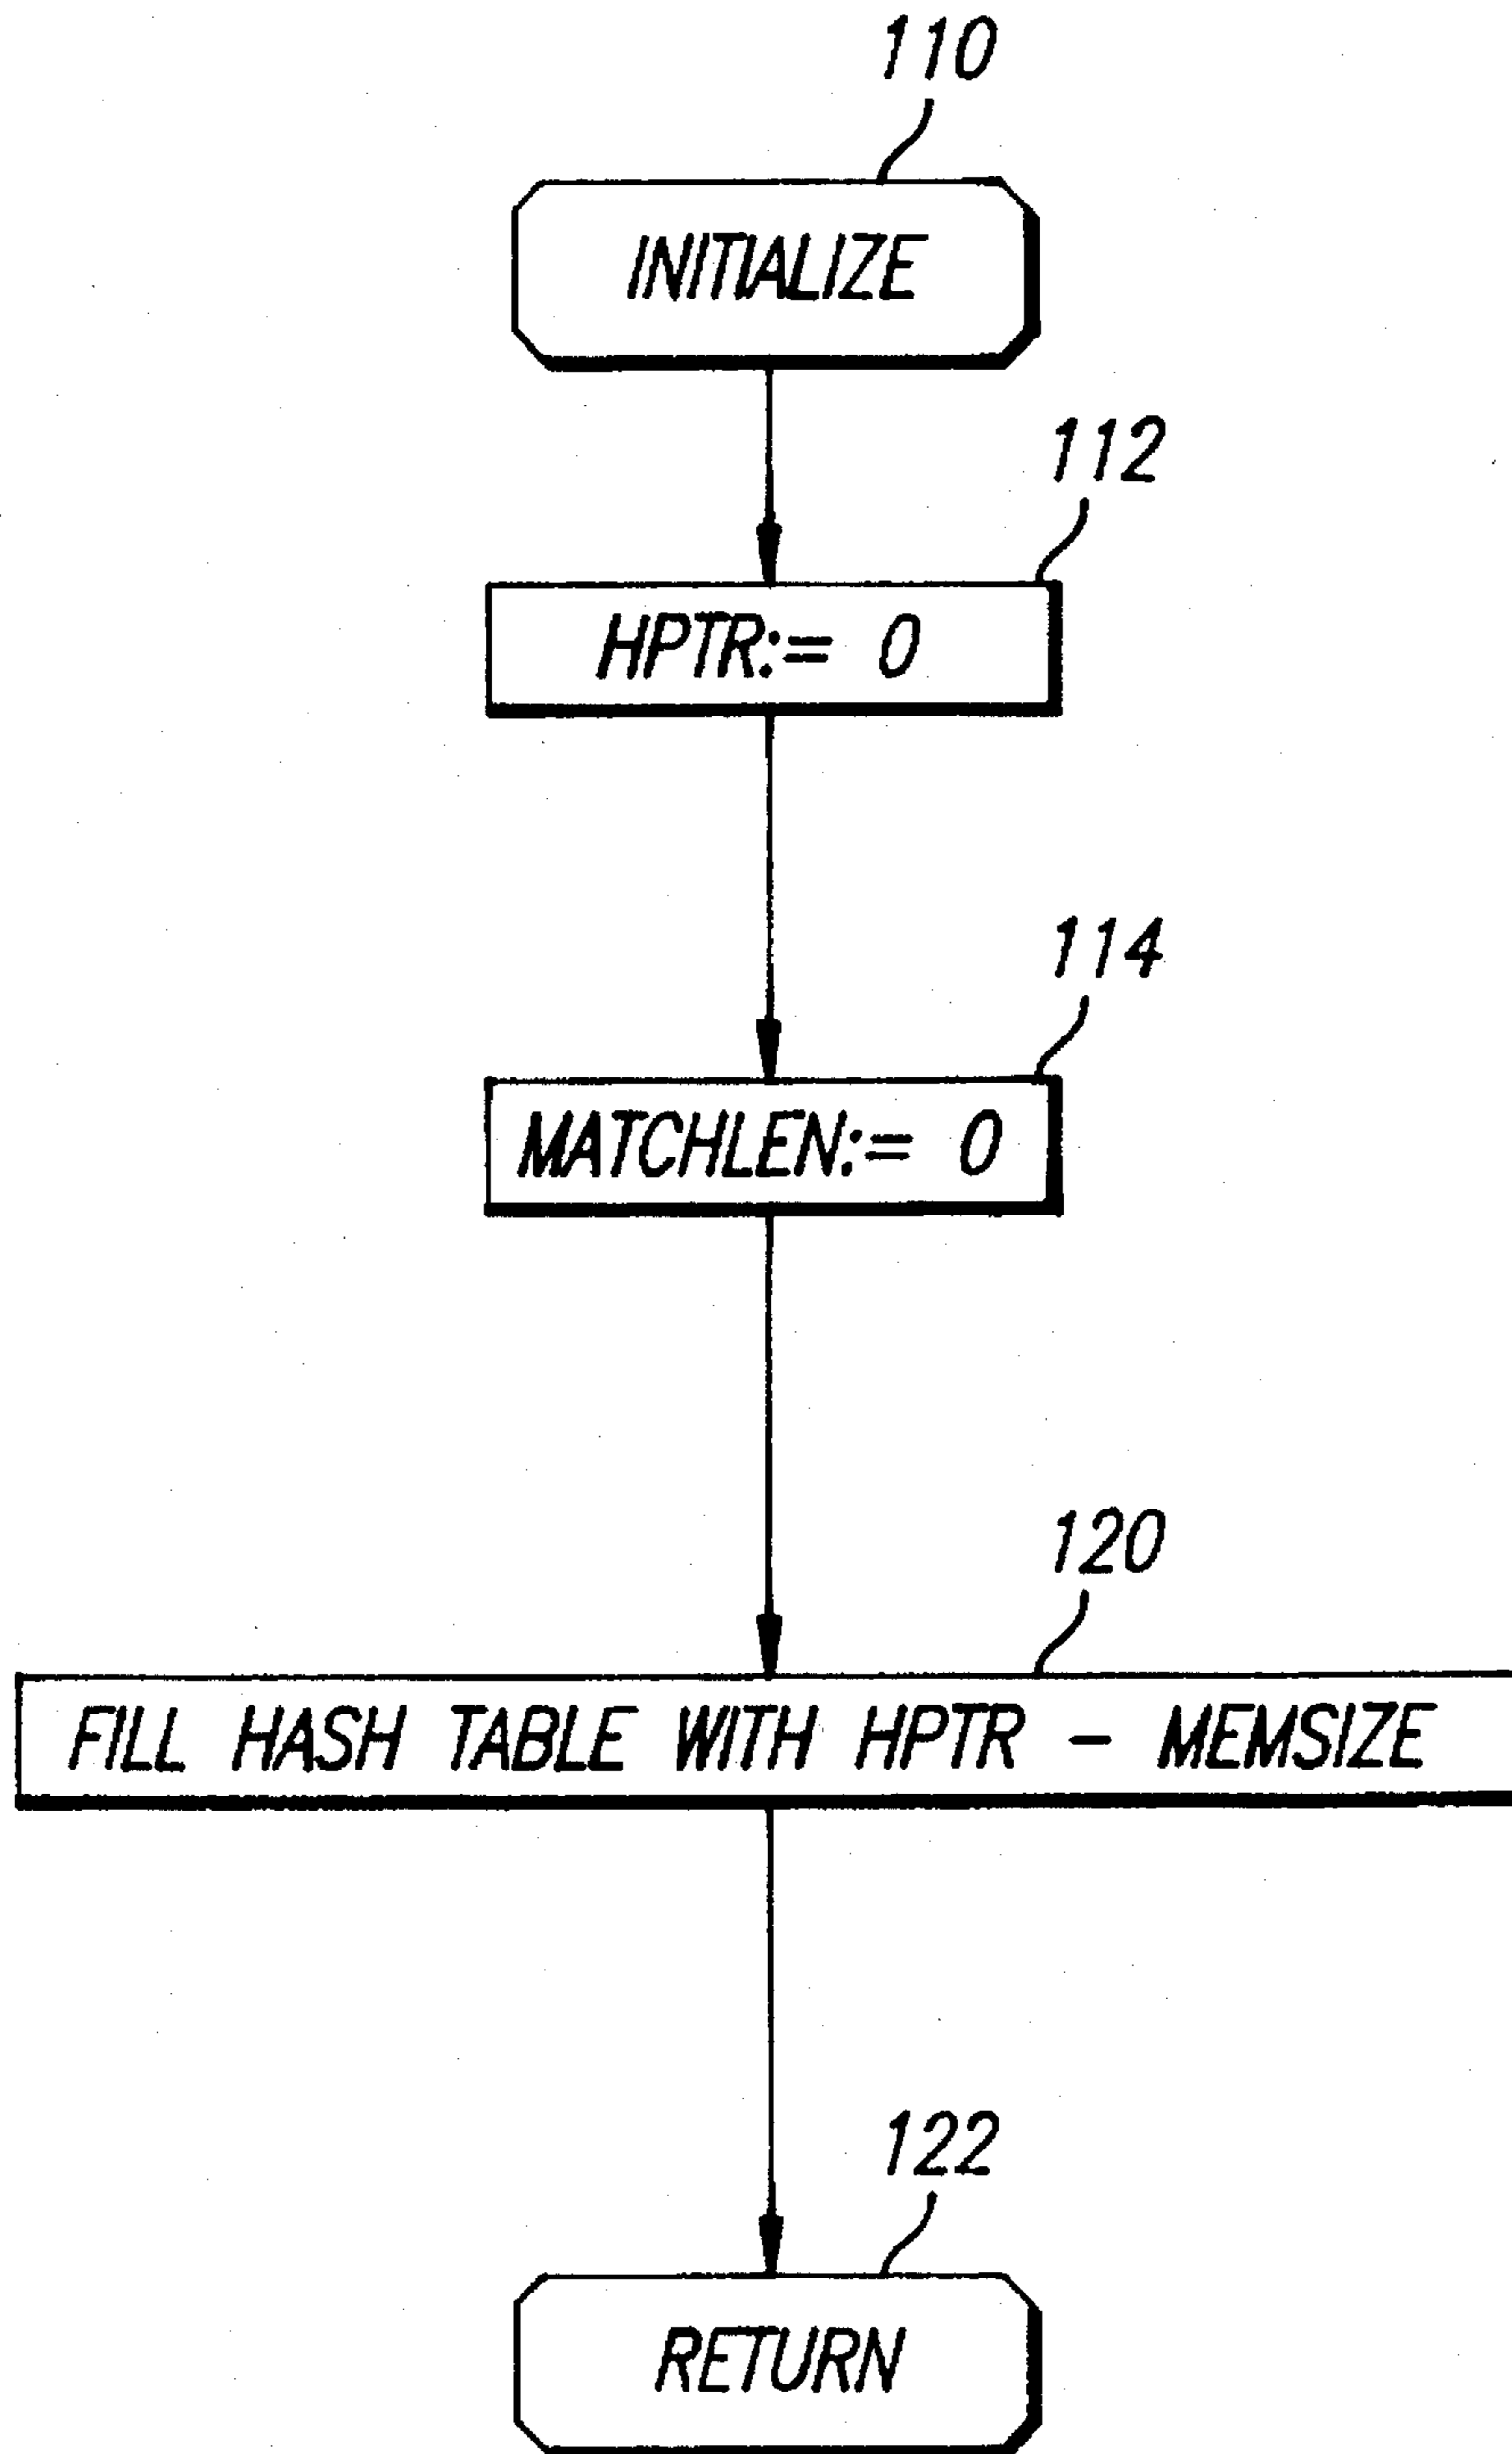 110
INITIALIZE
112
HPTR:= 0
114
MATCHLEN:= 0
120
FILL HASH TABLE WITH HPTR - MEMSIZE
122
RETURN